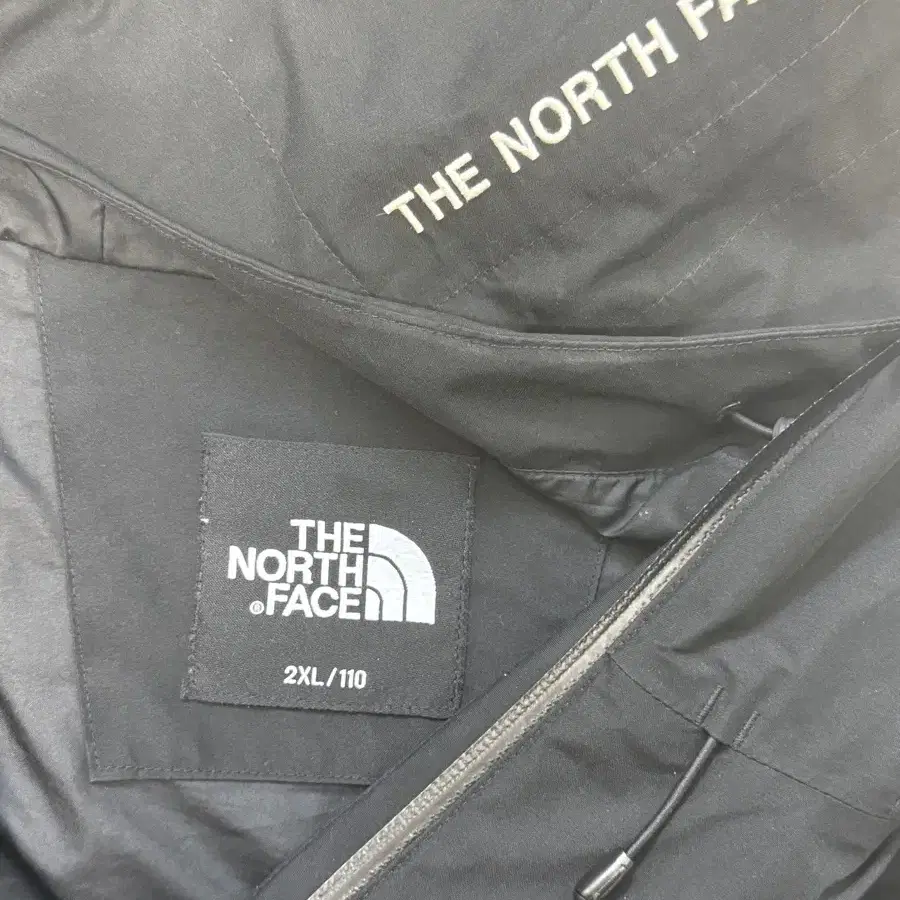 THE NORTH FA
THE
NORTH
®FACE
2XL/110